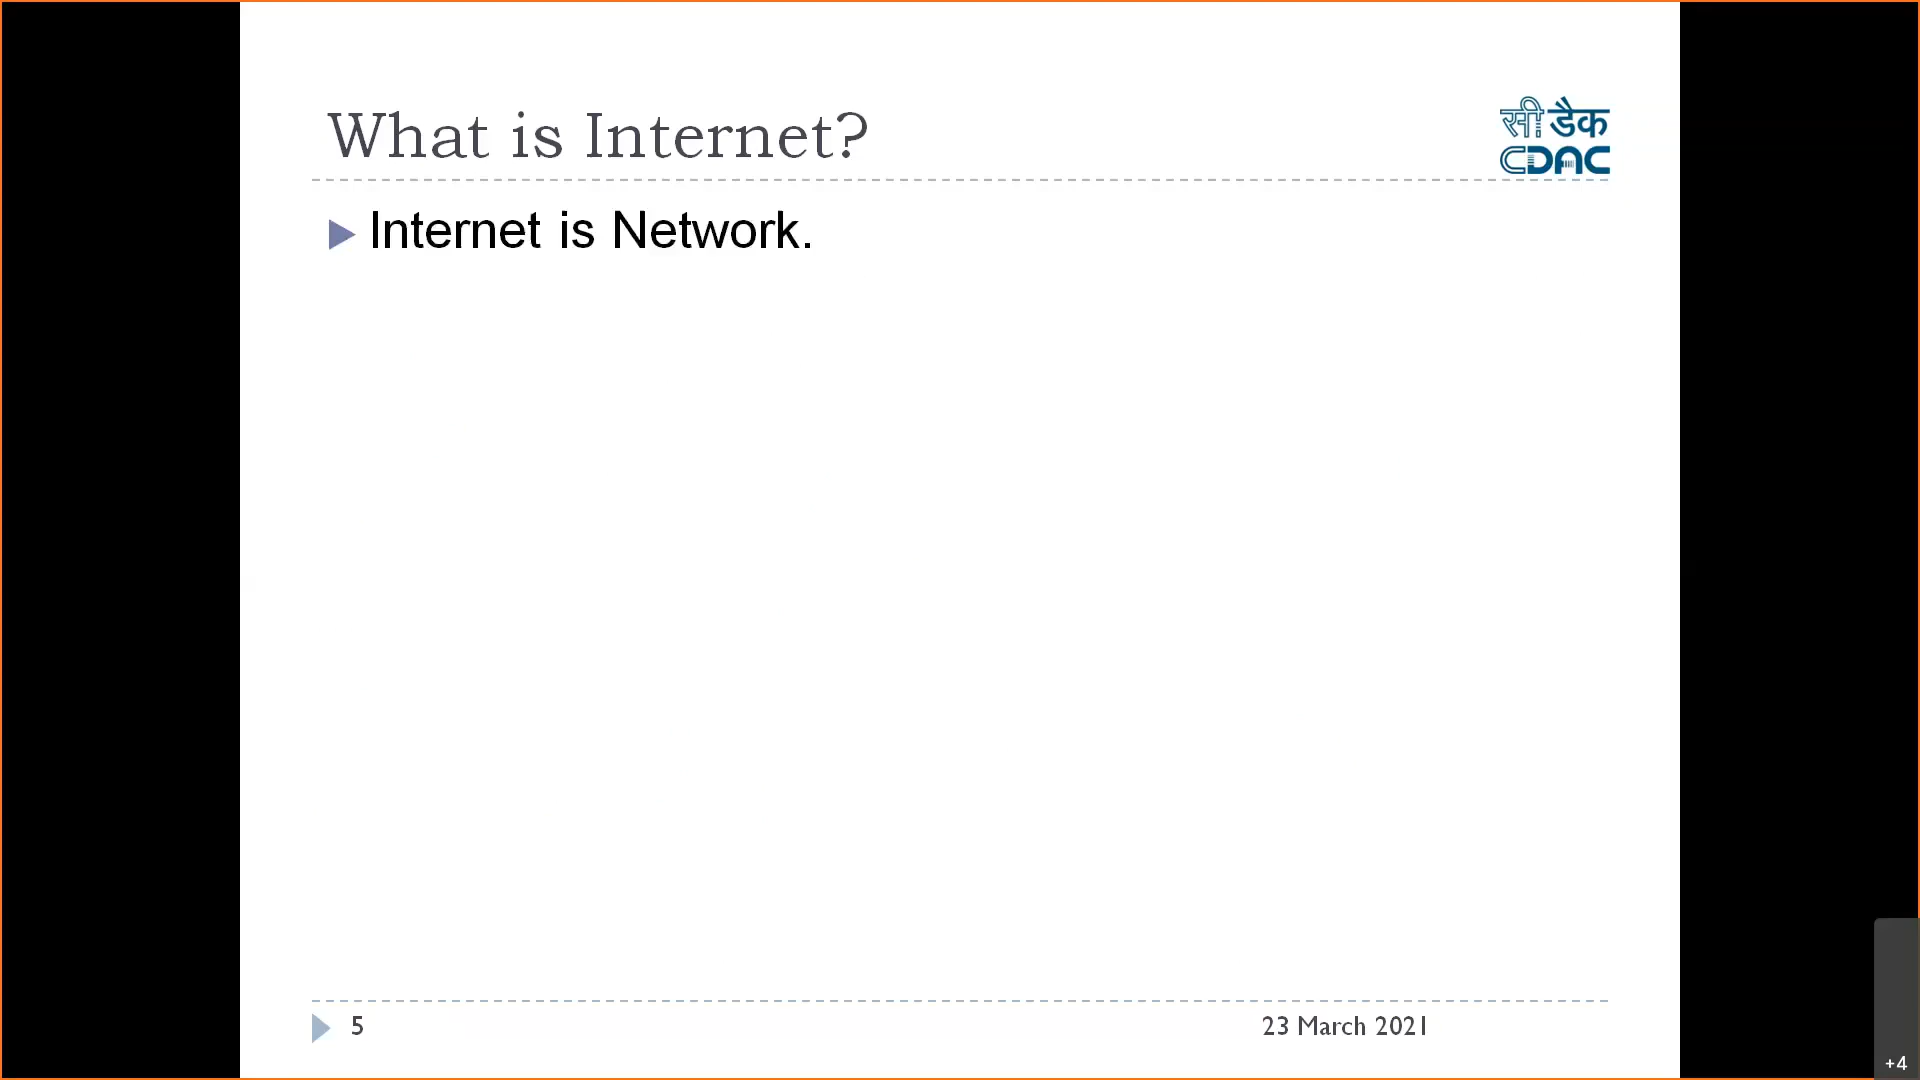 What is Internet?
सी डैक
CDAC
Internet is Network.
5
23 March 2021
+4